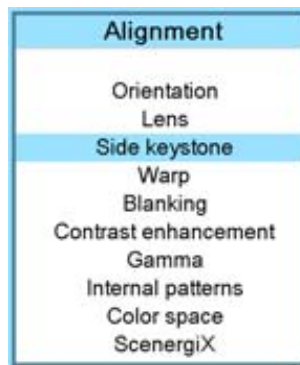 Alignment
Orientation
Lens
Side keystone
Warp
Blanking
Contrast enhancement
Gamma
Internal patterns
Color space
ScenergiX